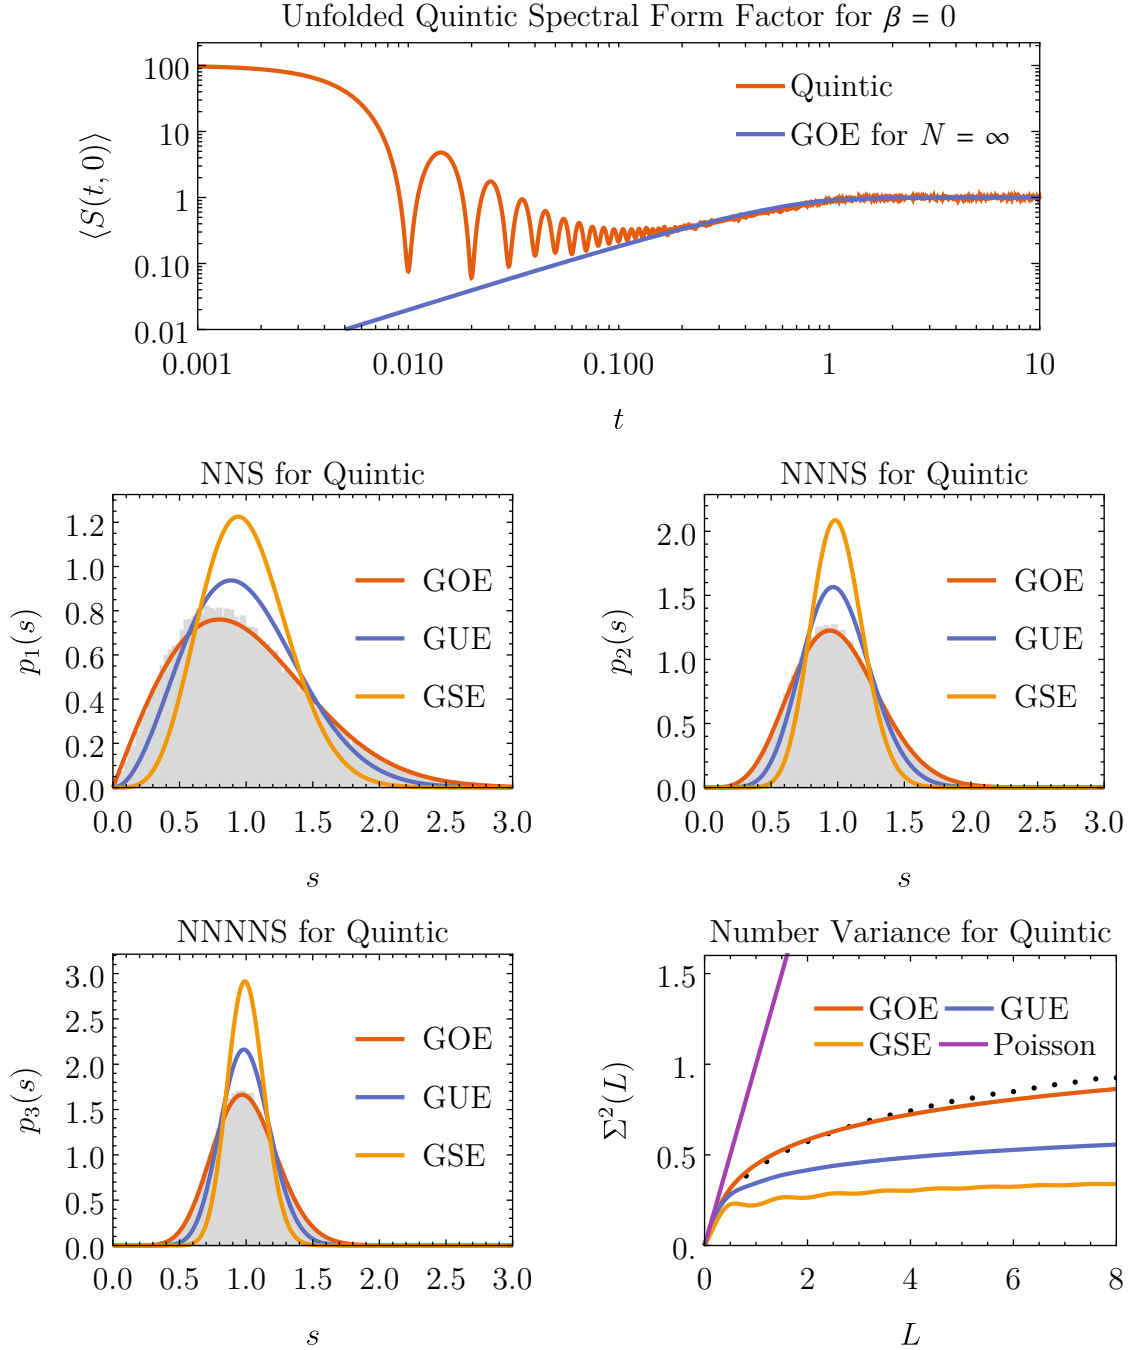 Unfolded Quintic Spectral Form Factor for β = 0
⟨S(t, 0)⟩
100
10
1
0.10
0.01
Quintic
GOE for N = ∞
0.001 0.010 0.100 1 10
t
NNS for Quintic
p₁(s)
1.2
1.0
0.8
0.6
0.4
0.2
0.0
GOE
GUE
GSE
0.0 0.5 1.0 1.5 2.0 2.5 3.0
s
NNNS for Quintic
p₂(s)
2.0
1.5
1.0
0.5
0.0
GOE
GUE
GSE
0.0 0.5 1.0 1.5 2.0 2.5 3.0
s
NNNNS for Quintic
p₃(s)
3.0
2.5
2.0
1.5
1.0
0.5
0.0
GOE
GUE
GSE
0.0 0.5 1.0 1.5 2.0 2.5 3.0
s
Number Variance for Quintic
Σ²(L)
1.5
1.
0.5
0.
GOE GUE
GSE Poisson
0 2 4 6 8
L